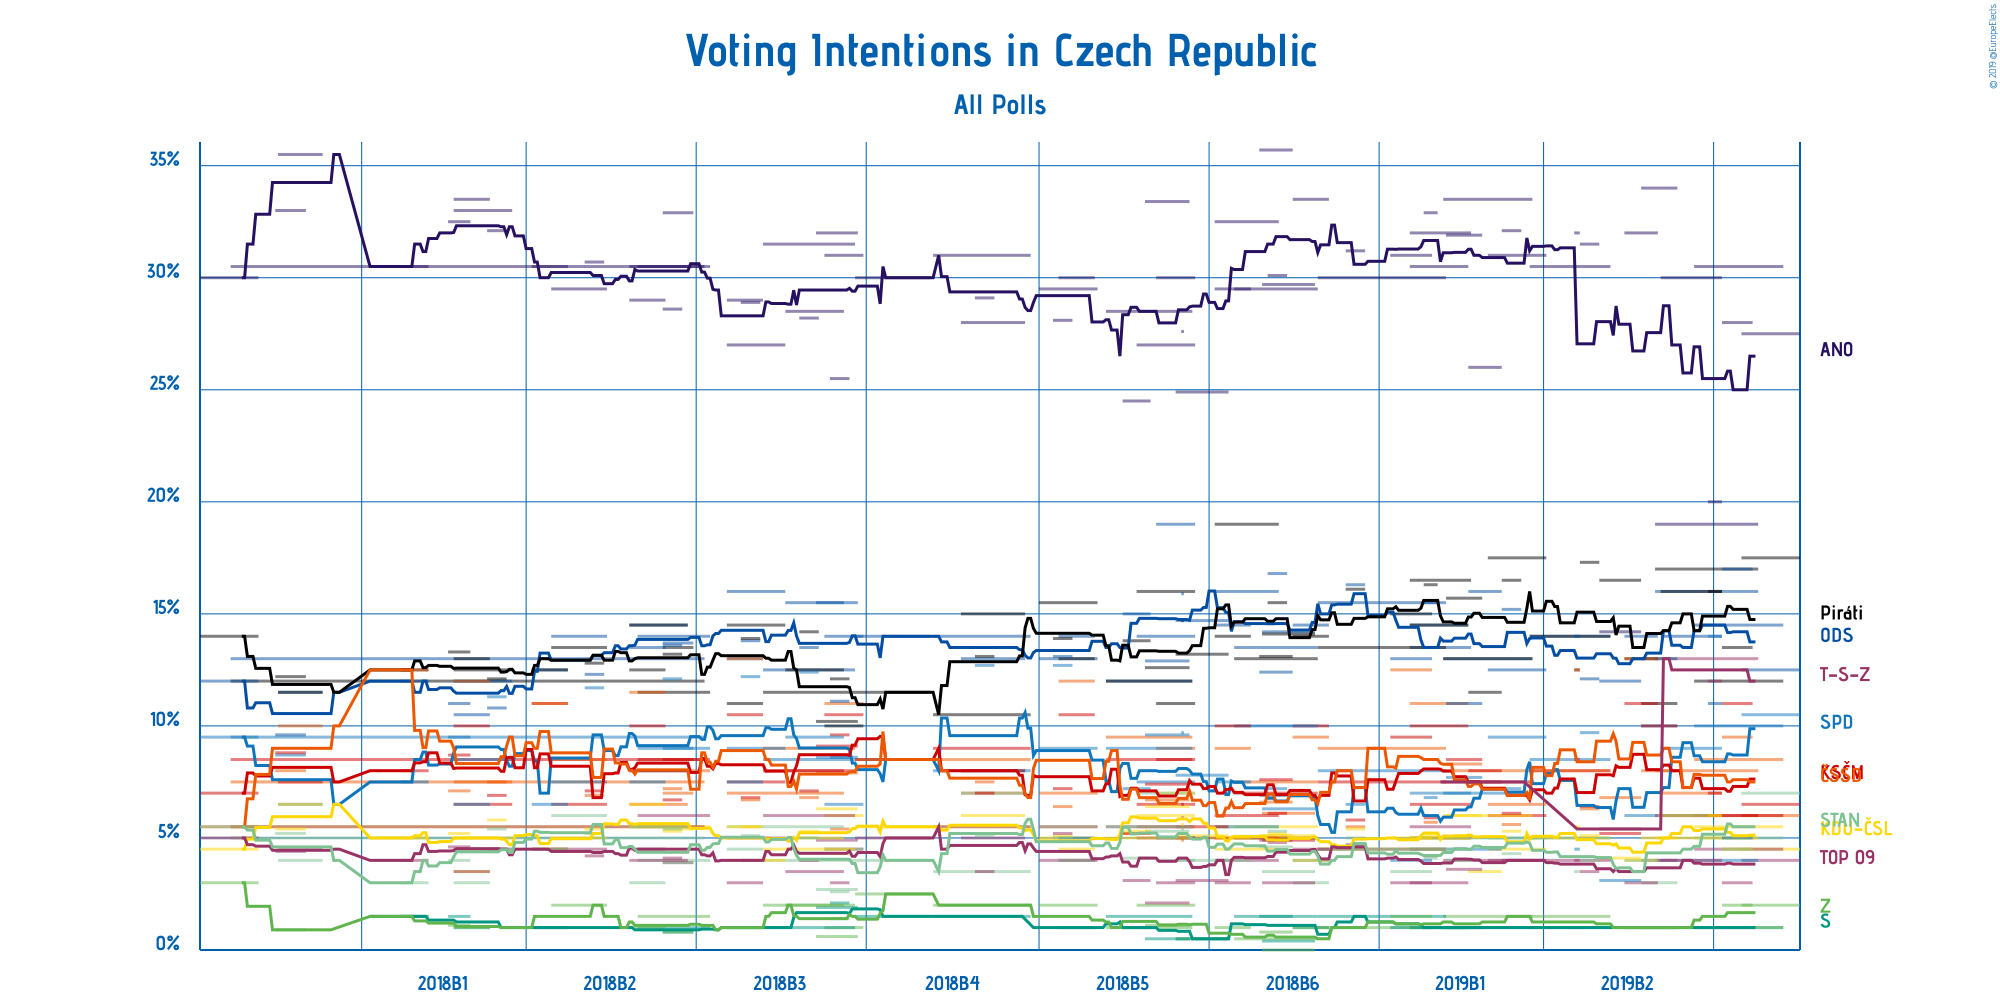 © 2019 @EuropeElects
Voting Intentions in Czech Republic
All Polls
35%
30%
25%
20%
15%
10%
5%
0%
ANO
Piráti
ODS
T-S-Z
SPD
KSČM
ČSSD
STAN
KDU-ČSL
TOP 09
Z
S
2018B1
2018B2
2018B3
2018B4
2018B5
2018B6
2019B1
2019B2